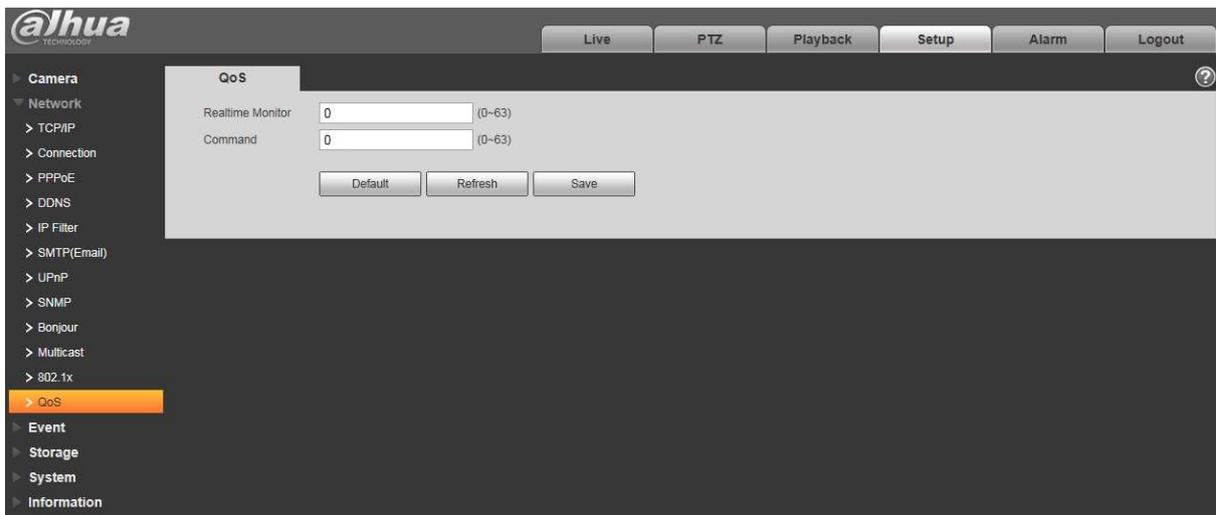 alhua
TECHNOLOGY
Live PTZ Playback Setup Alarm Logout
Camera
Network
> TCP/IP
> Connection
> PPPoE
> DDNS
> IP Filter
> SMTP(Email)
> UPnP
> SNMP
> Bonjour
> Multicast
> 802.1x
> QoS
Event
Storage
System
Information
QoS
?
Realtime Monitor 0 (0~63)
Command 0 (0~63)
Default Refresh Save